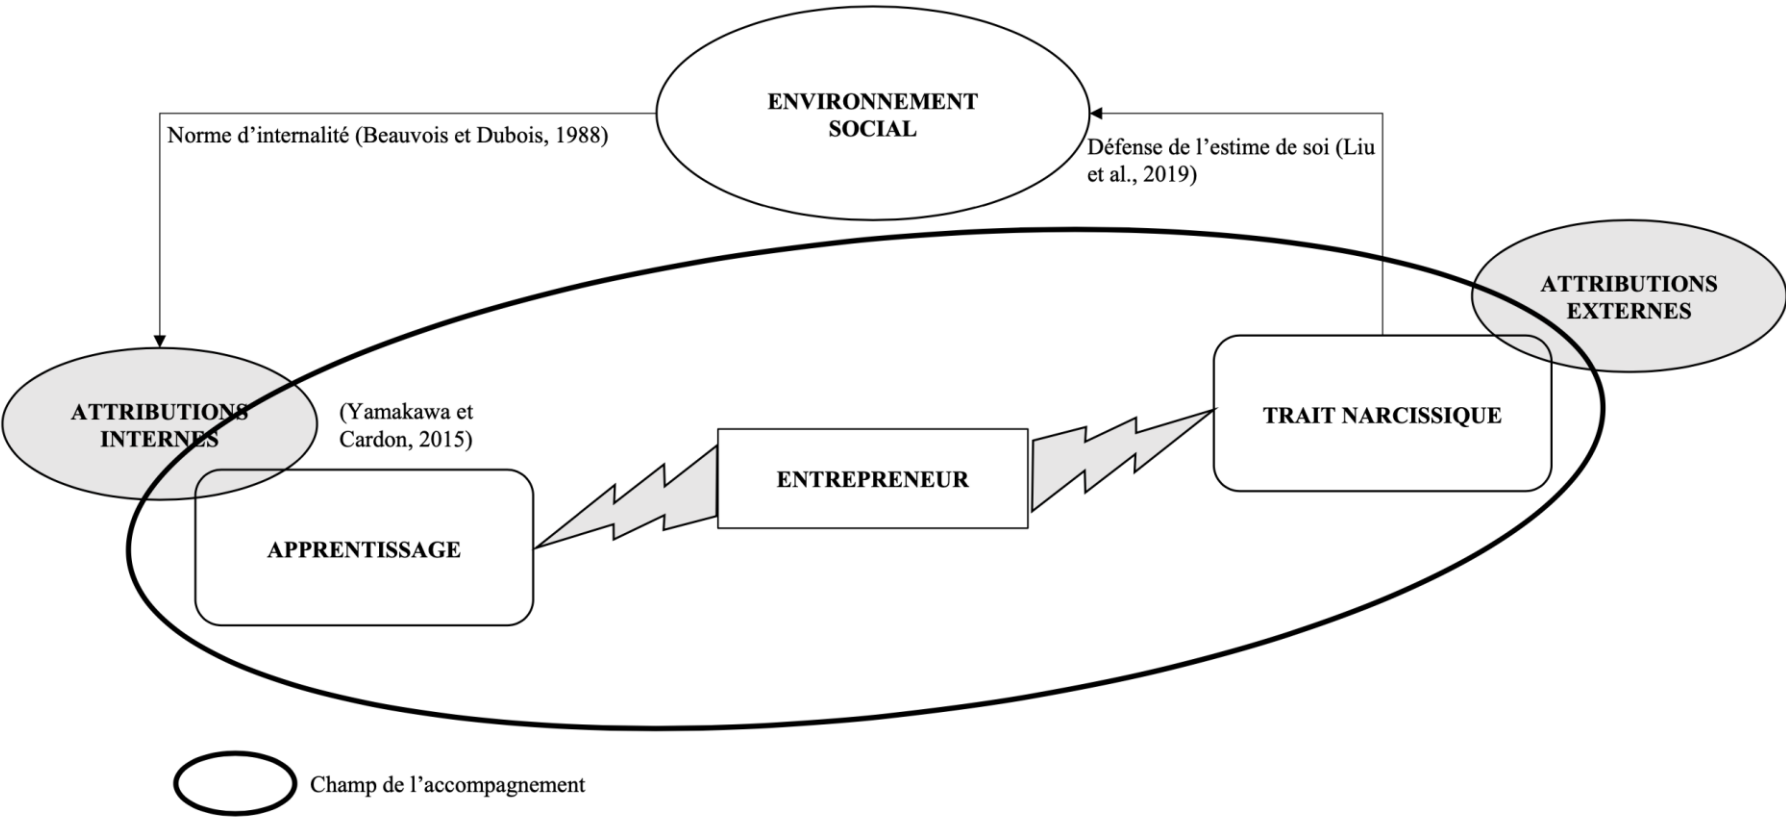 ENVIRONNEMENT
SOCIAL
Norme d’internalité (Beauvois et Dubois, 1988)
Défense de l’estime de soi (Liu
et al., 2019)
ATTRIBUTIONS
EXTERNES
ATTRIBUTIONS
INTERNES
(Yamakawa et
Cardon, 2015)
TRAIT NARCISSIQUE
ENTREPRENEUR
APPRENTISSAGE
Champ de l’accompagnement